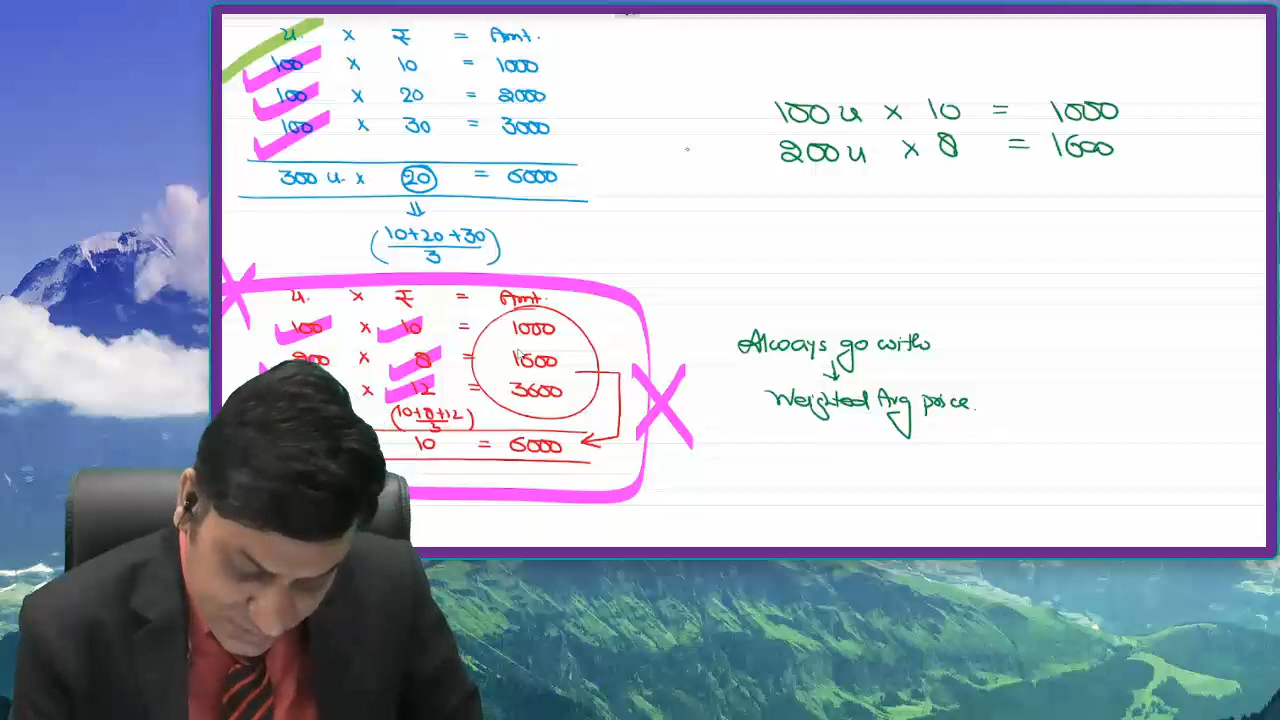 u. × ₹ = Amt.
100 × 10 = 1000
100 × 20 = 2000
100 × 30 = 3000
300 u. × 20 = 6000
⇓
(10+20+30)
3
u. × ₹ = Amt.
100 × 10 = 1000
200 × 8 = 1600
× 12 = 3600
(10+8+12)
3
10 = 6000
100 u × 10 = 1000
200 u × 8 = 1600
Always go with
↓
Weighted Avg price.